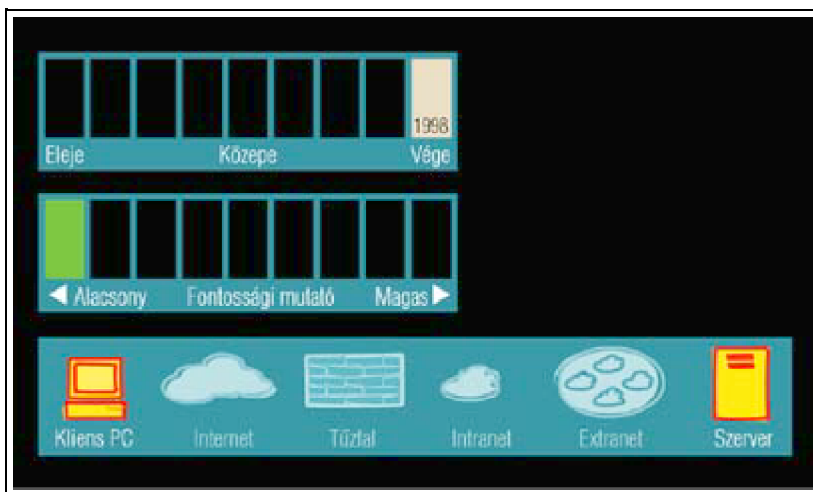 1998
Eleje Közepe Vége
Alacsony Fontossági mutató Magas
Kliens PC Internet Tűzfal Intranet Extranet Szerver